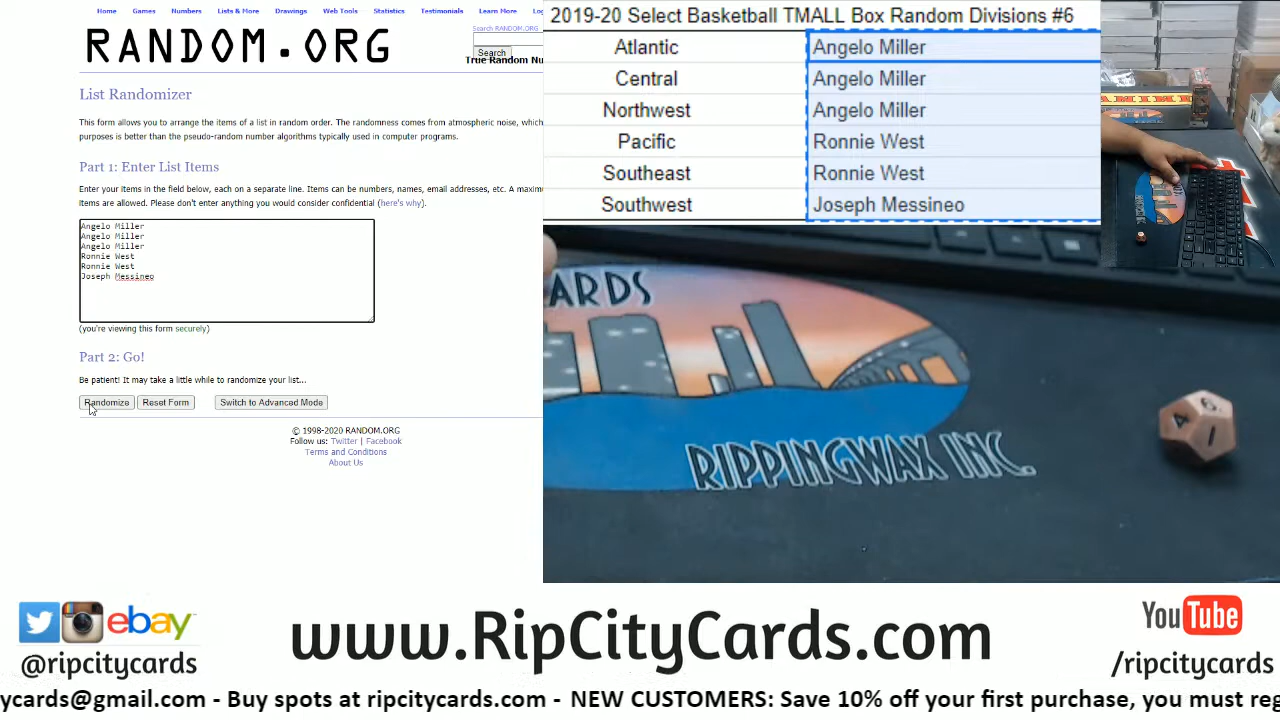 Home Games Numbers Lists & More Drawings Web Tools Statistics Testimonials Learn More
Search RANDOM.ORG
RANDOM.ORG
Search
True Random Nu
List Randomizer
This form allows you to arrange the items of a list in random order. The randomness comes from atmospheric noise, which
purposes is better than the pseudo-random number algorithms typically used in computer programs.
Part 1: Enter List Items
Enter your items in the field below, each on a separate line. Items can be numbers, names, email addresses, etc. A maximu
items are allowed. Please don't enter anything you would consider confidential (here's why).
Angelo Miller
Angelo Miller
Angelo Miller
Ronnie West
Ronnie West
Joseph Messineo
(you're viewing this form securely)
Part 2: Go!
Be patient! It may take a little while to randomize your list...
Randomize Reset Form Switch to Advanced Mode
© 1998-2020 RANDOM.ORG
Follow us: Twitter | Facebook
Terms and Conditions
About Us
2019-20 Select Basketball TMALL Box Random Divisions #6
Atlantic Angelo Miller
Central Angelo Miller
Northwest Angelo Miller
Pacific Ronnie West
Southeast Ronnie West
Southwest Joseph Messineo
ARDS
RIPPINGWAX INC.
4 6. 1
ebay
@ripcitycards
www.RipCityCards.com
YouTube
/ripcitycards
ycards@gmail.com - Buy spots at ripcitycards.com - NEW CUSTOMERS: Save 10% off your first purchase, you must reg